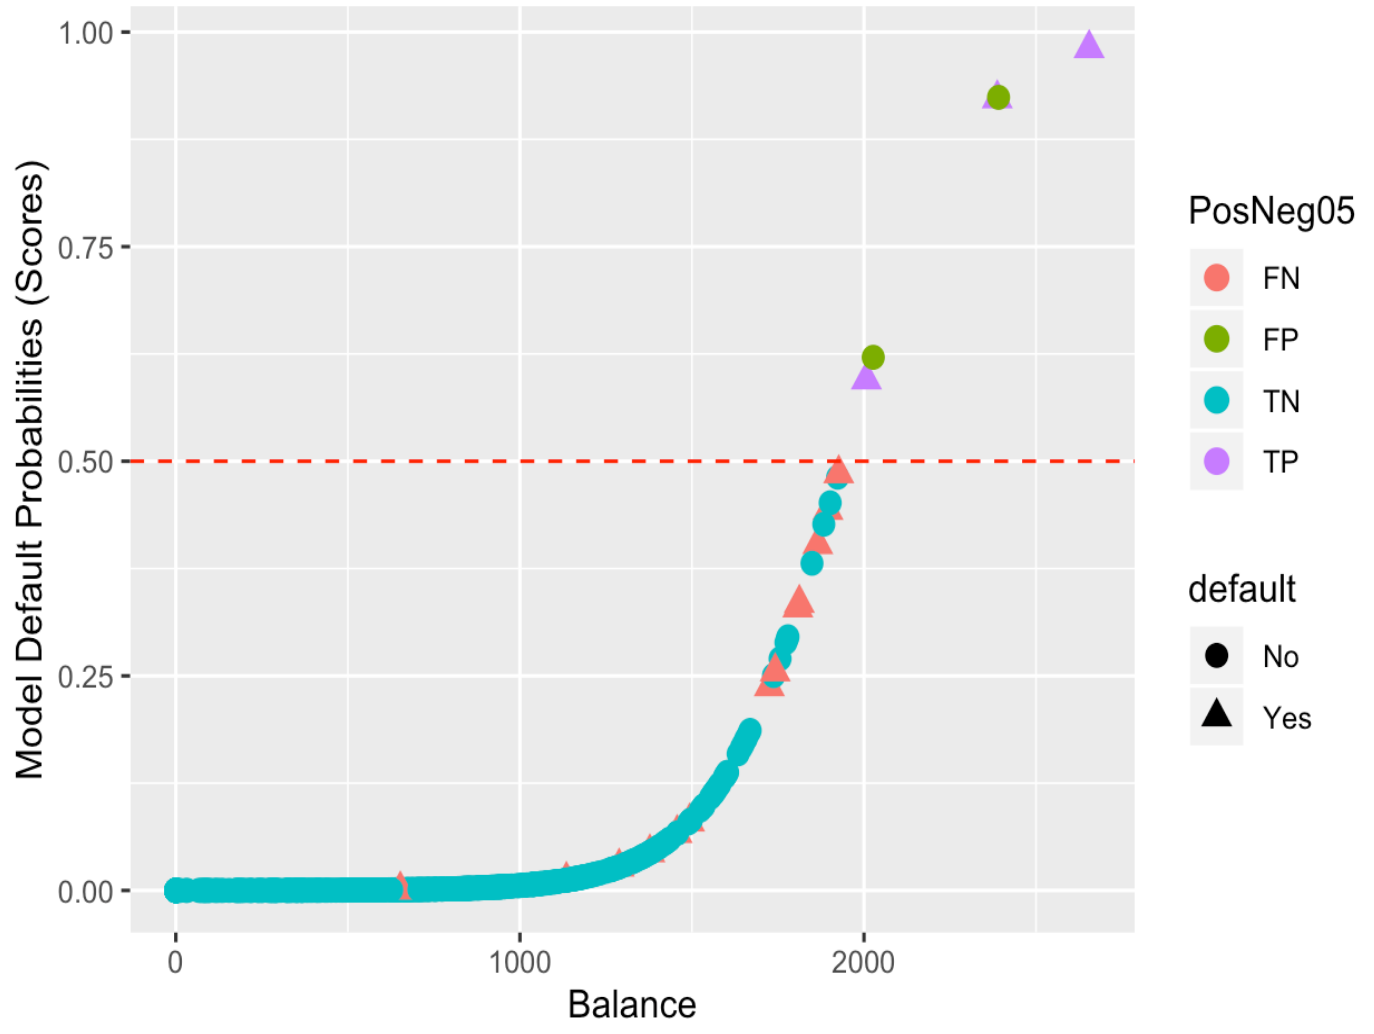 Model Default Probabilities (Scores)
1.00
0.75
0.50
0.25
0.00
0
1000
2000
Balance
PosNeg05
FN
FP
TN
TP
default
No
Yes